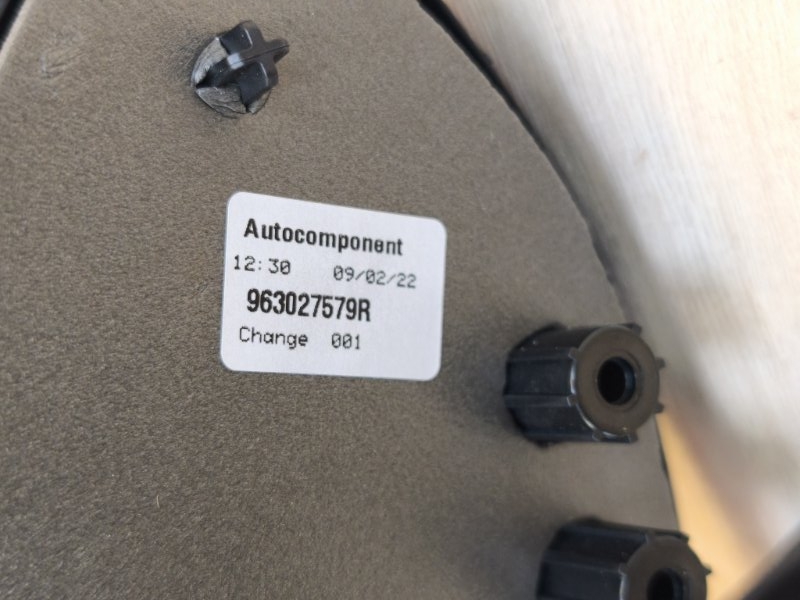 Autocomponent
12:30 09/02/22
963027579R
Change 001